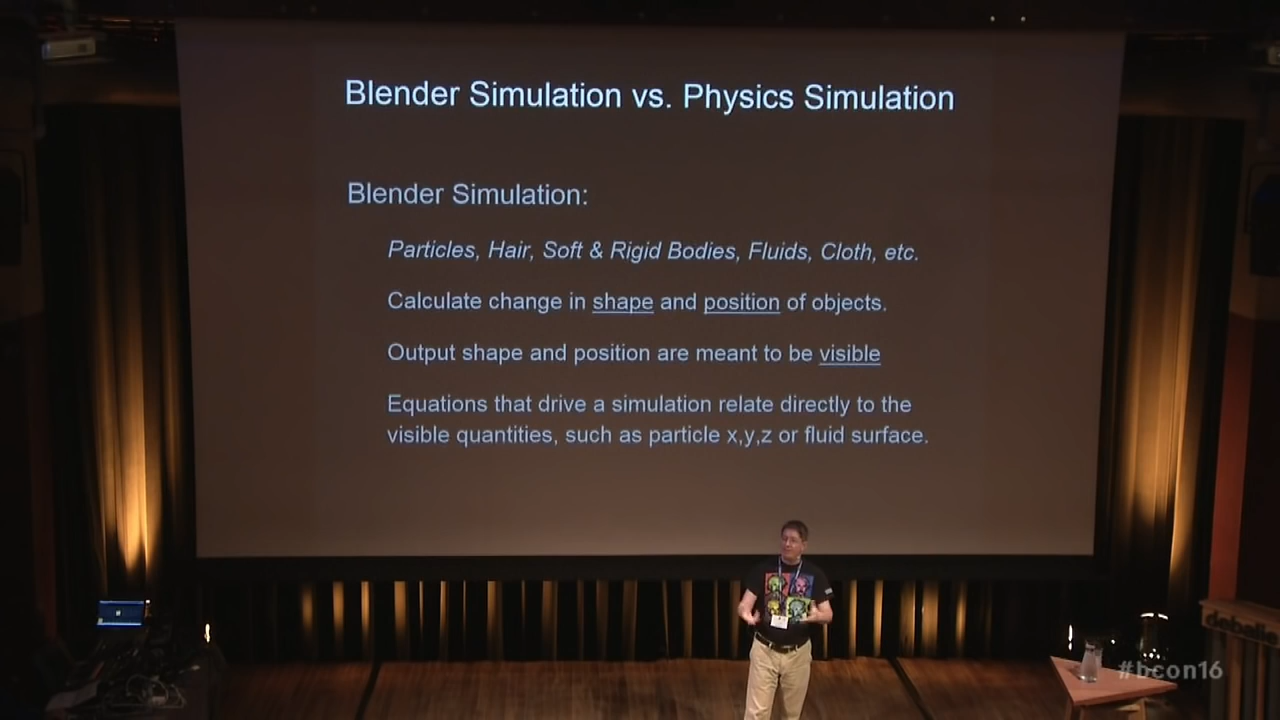 Blender Simulation vs. Physics Simulation
Blender Simulation:
Particles, Hair, Soft & Rigid Bodies, Fluids, Cloth, etc.
Calculate change in shape and position of objects.
Output shape and position are meant to be visible
Equations that drive a simulation relate directly to the
visible quantities, such as particle x,y,z or fluid surface.
debalie
#bcon16